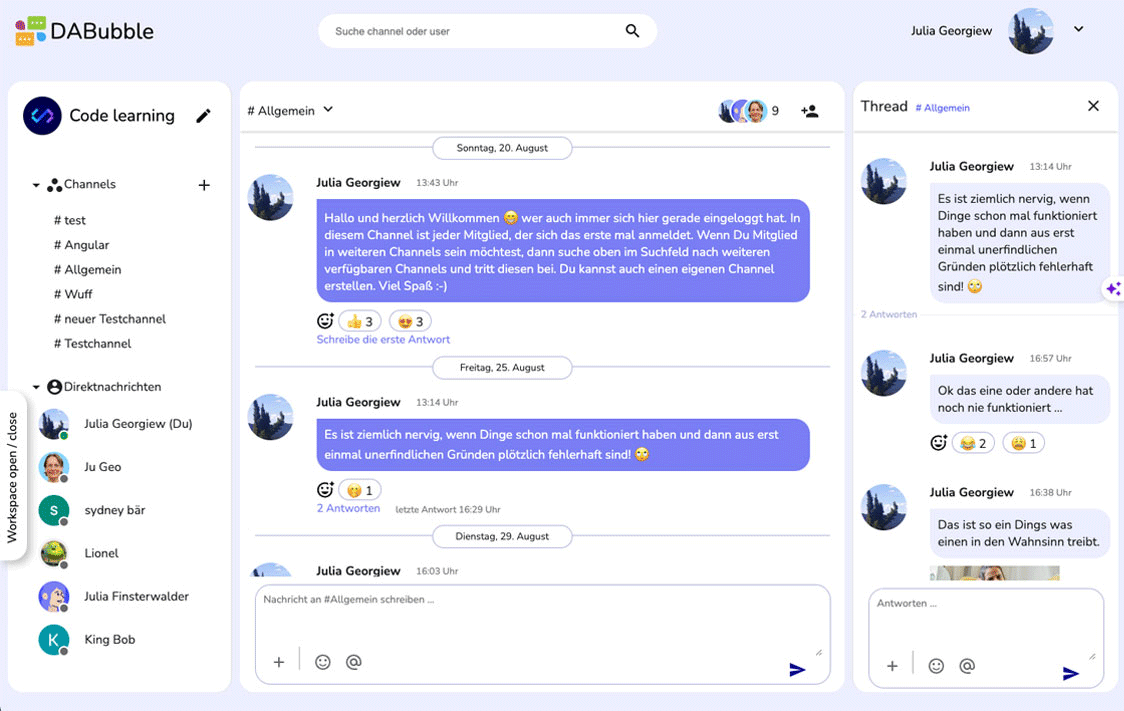 DABubble
Suche channel oder user
Julia Georgiew
Code learning
Channels
# test
# Angular
# Allgemein
# Wuff
# neuer Testchannel
# Testchannel
Direktnachrichten
Julia Georgiew (Du)
Ju Geo
S
sydney bär
Lionel
Julia Finsterwalder
K
King Bob
Workspace open / close
# Allgemein
9
Sonntag, 20. August
Julia Georgiew 13:43 Uhr
Hallo und herzlich Willkommen 😁 wer auch immer sich hier gerade eingeloggt hat. In
diesem Channel ist jeder Mitglied, der sich das erste mal anmeldet. Wenn Du Mitglied
in weiteren Channels sein möchtest, dann suche oben im Suchfeld nach weiteren
verfügbaren Channels und tritt diesen bei. Du kannst auch einen eigenen Channel
erstellen. Viel Spaß :-)
👍 3 😍 3
Schreibe die erste Antwort
Freitag, 25. August
Julia Georgiew 13:14 Uhr
Es ist ziemlich nervig, wenn Dinge schon mal funktioniert haben und dann aus erst
einmal unerfindlichen Gründen plötzlich fehlerhaft sind! 🙄
🤭 1
2 Antworten letzte Antwort 16:29 Uhr
Dienstag, 29. August
Julia Georgiew 16:03 Uhr
Nachricht an #Allgemein schreiben ...
Thread # Allgemein
Julia Georgiew 13:14 Uhr
Es ist ziemlich nervig, wenn
Dinge schon mal funktioniert
haben und dann aus erst
einmal unerfindlichen
Gründen plötzlich fehlerhaft
sind! 🙄
2 Antworten
Julia Georgiew 16:57 Uhr
Ok das eine oder andere hat
noch nie funktioniert ...
😂 2 😩 1
Julia Georgiew 16:38 Uhr
Das ist so ein Dings was
einen in den Wahnsinn treibt.
Antworten ...